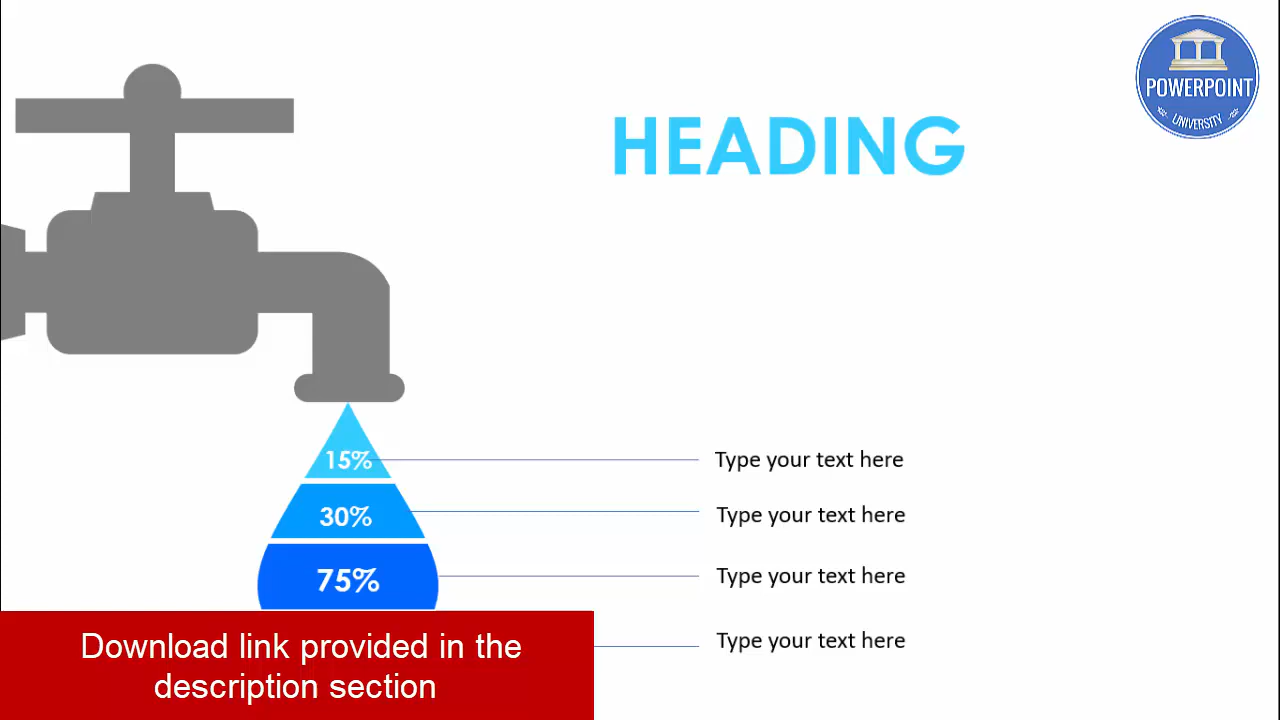 POWERPOINT
UNIVERSITY
HEADING
15%
Type your text here
30%
Type your text here
75%
Type your text here
Type your text here
Download link provided in the
description section